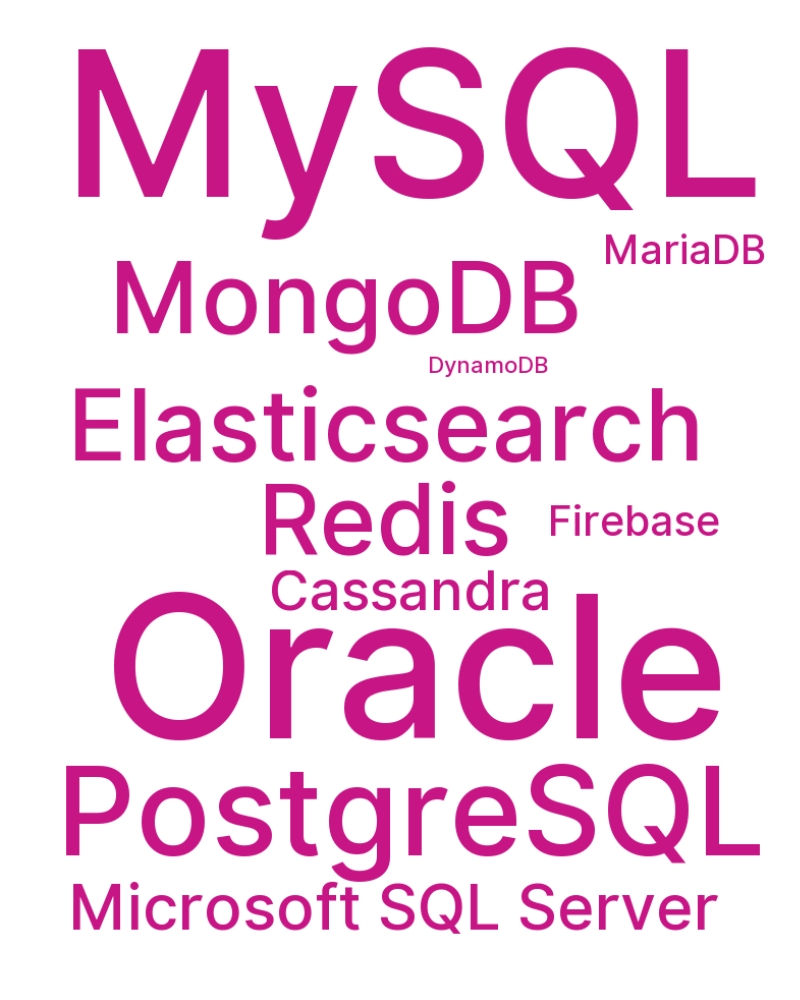 MySQL
MariaDB
MongoDB
DynamoDB
Elasticsearch
Redis
Firebase
Cassandra
Oracle
PostgreSQL
Microsoft SQL Server